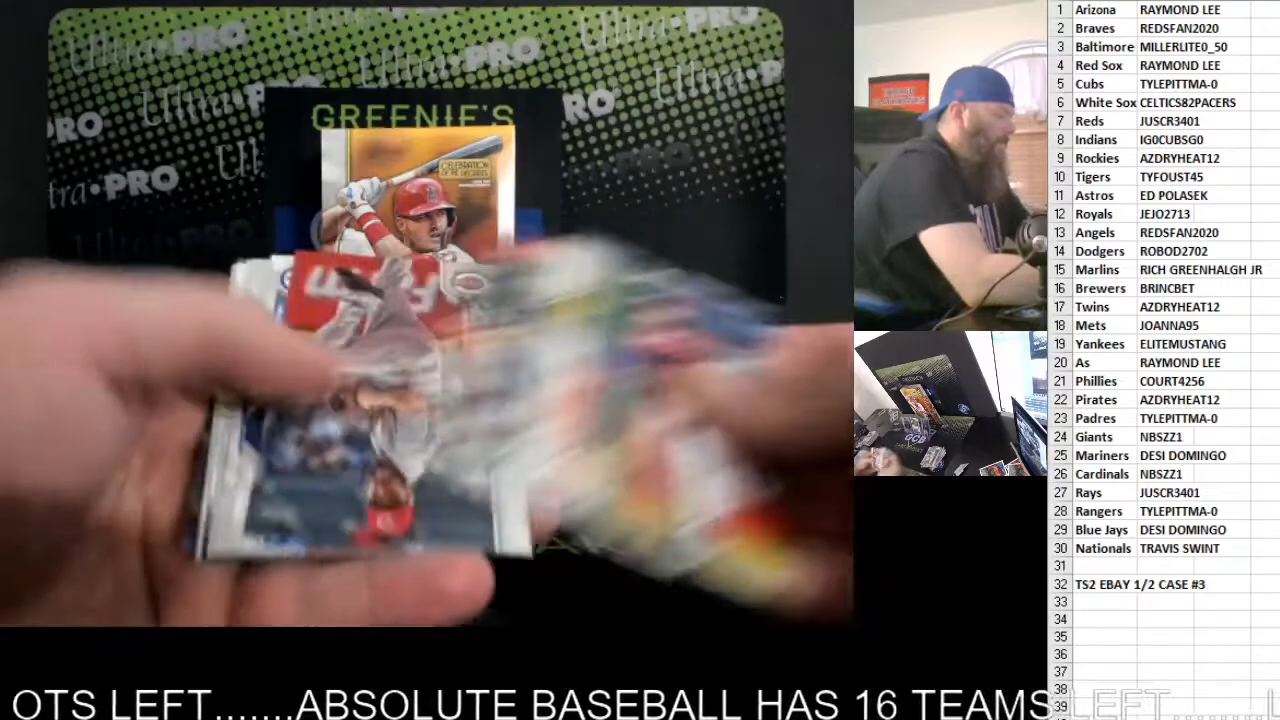 Ultra•PRO
Ultra•PRO
Ultra•PRO
GREENIE'S
CELEBRATION
OF THE DECADES
1 Arizona RAYMOND LEE
2 Braves REDSFAN2020
3 Baltimore MILLERLITE0_50
4 Red Sox RAYMOND LEE
5 Cubs TYLEPITTMA-0
6 White Sox CELTICS82PACERS
7 Reds JUSCR3401
8 Indians IG0CUBSG0
9 Rockies AZDRYHEAT12
10 Tigers TYFOUST45
11 Astros ED POLASEK
12 Royals JEJO2713
13 Angels REDSFAN2020
14 Dodgers ROBOD2702
15 Marlins RICH GREENHALGH JR
16 Brewers BRINCBET
17 Twins AZDRYHEAT12
18 Mets JOANNA95
19 Yankees ELITEMUSTANG
20 As RAYMOND LEE
21 Phillies COURT4256
22 Pirates AZDRYHEAT12
23 Padres TYLEPITTMA-0
24 Giants NBSZZ1
25 Mariners DESI DOMINGO
26 Cardinals NBSZZ1
27 Rays JUSCR3401
28 Rangers TYLEPITTMA-0
29 Blue Jays DESI DOMINGO
30 Nationals TRAVIS SWINT
31
32 TS2 EBAY 1/2 CASE #3
33
34
35
36
37
38
OTS LEFT.......ABSOLUTE BASEBALL HAS 16 TEAMS LEFT